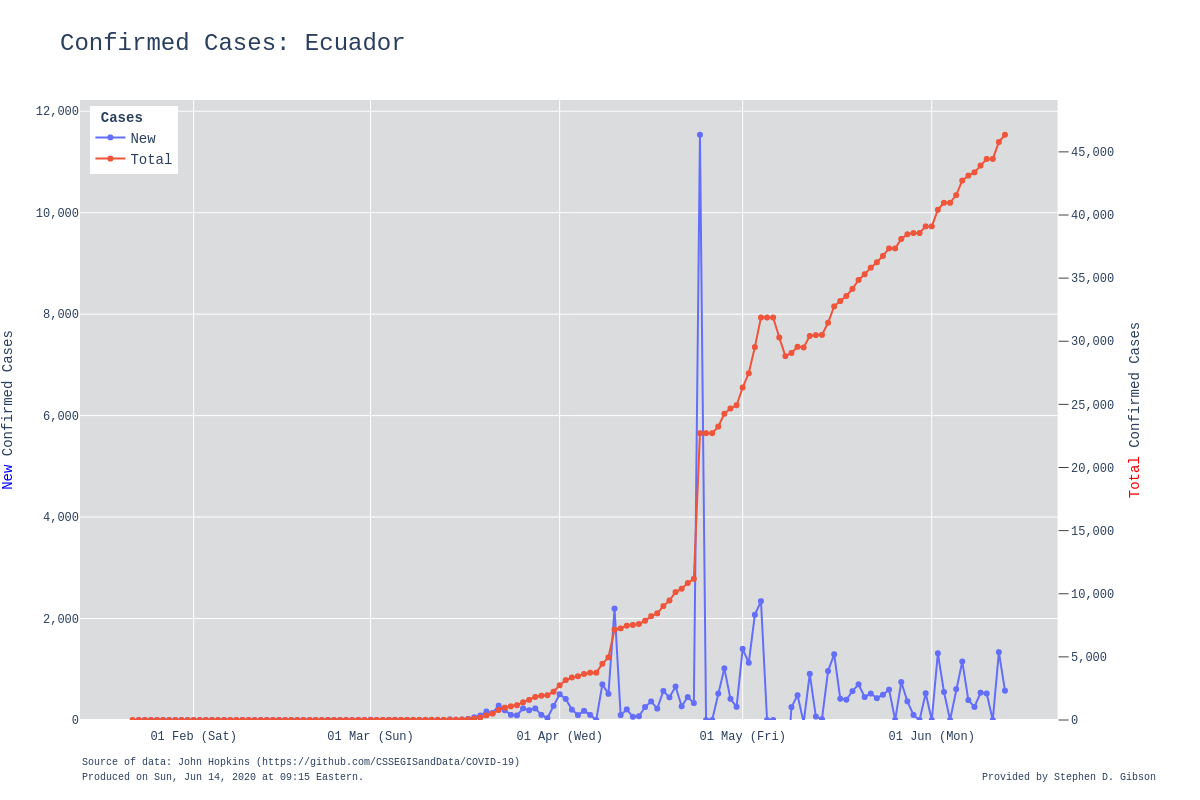 Confirmed Cases: Ecuador
Cases
New
Total
12,000
10,000
8,000
6,000
4,000
2,000
0
New Confirmed Cases
45,000
40,000
35,000
30,000
25,000
20,000
15,000
10,000
5,000
0
Total Confirmed Cases
01 Feb (Sat) 01 Mar (Sun) 01 Apr (Wed) 01 May (Fri) 01 Jun (Mon)
Source of data: John Hopkins (https://github.com/CSSEGISandData/COVID-19)
Produced on Sun, Jun 14, 2020 at 09:15 Eastern.
Provided by Stephen D. Gibson